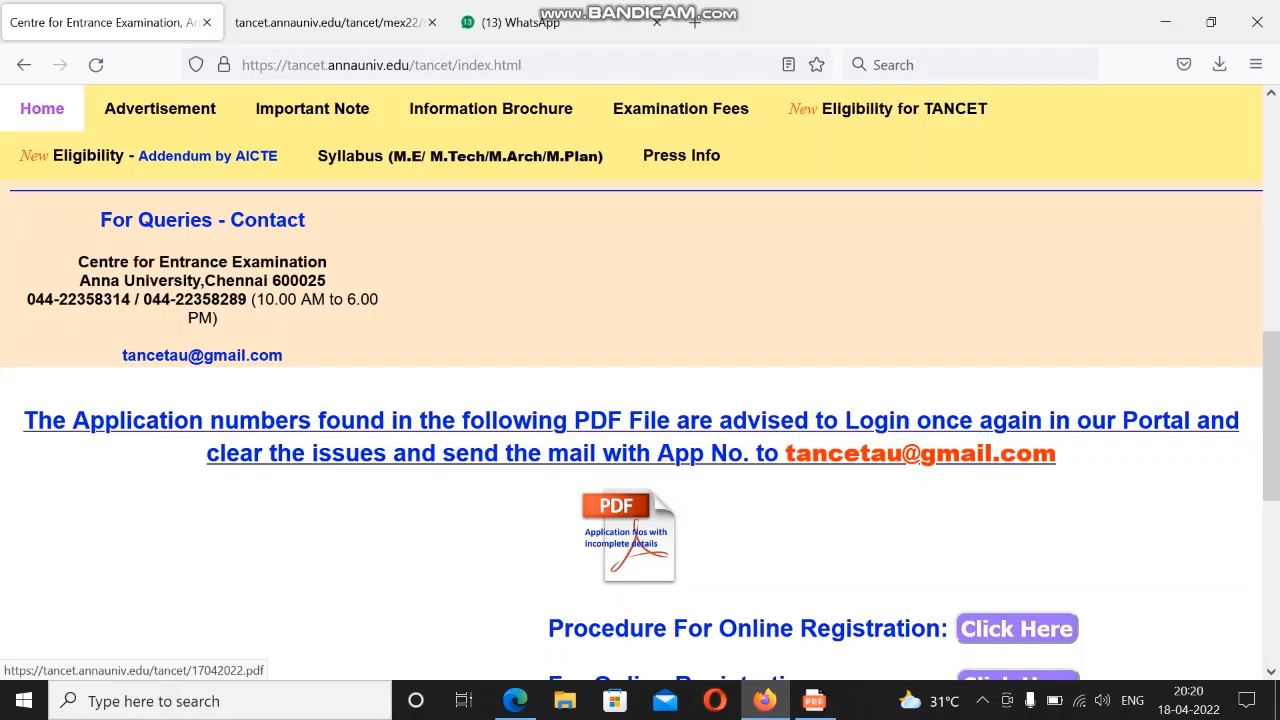 Centre for Entrance Examination, An
tancet.annauniv.edu/tancet/mex22/
(13) WhatsApp
www.BANDICAM.com
https://tancet.annauniv.edu/tancet/index.html
Search
Home
Advertisement
Important Note
Information Brochure
Examination Fees
New Eligibility for TANCET
New Eligibility - Addendum by AICTE
Syllabus (M.E/ M.Tech/M.Arch/M.Plan)
Press Info
For Queries - Contact
Centre for Entrance Examination
Anna University,Chennai 600025
044-22358314 / 044-22358289 (10.00 AM to 6.00
PM)
tancetau@gmail.com
The Application numbers found in the following PDF File are advised to Login once again in our Portal and
clear the issues and send the mail with App No. to tancetau@gmail.com
PDF
Application Nos with
incomplete details
Procedure For Online Registration: Click Here
https://tancet.annauniv.edu/tancet/17042022.pdf
Type here to search
31°C
ENG
20:20
18-04-2022